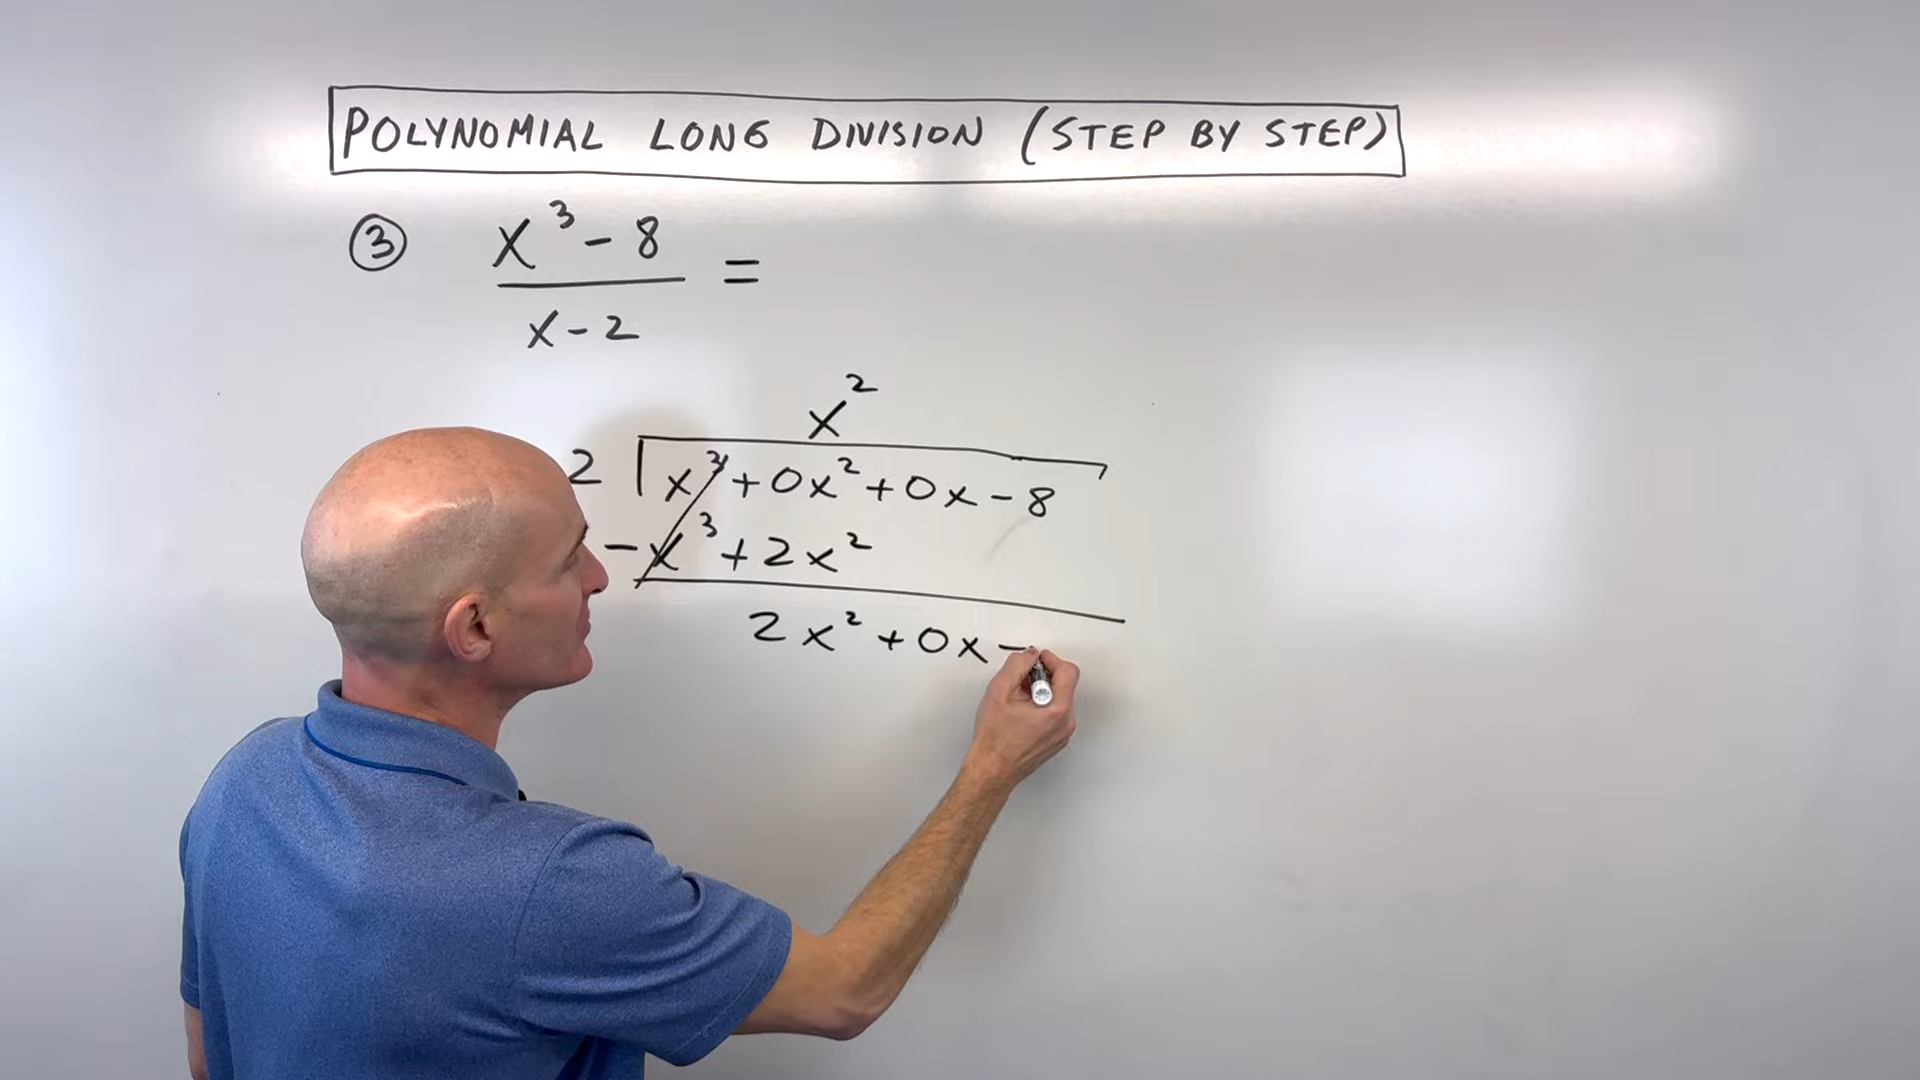 POLYNOMIAL LONG DIVISION (STEP BY STEP)
③ x³ - 8
x - 2
=
x²
2 x³ + 0x² + 0x - 8
-x³ + 2x²
2x² + 0x -